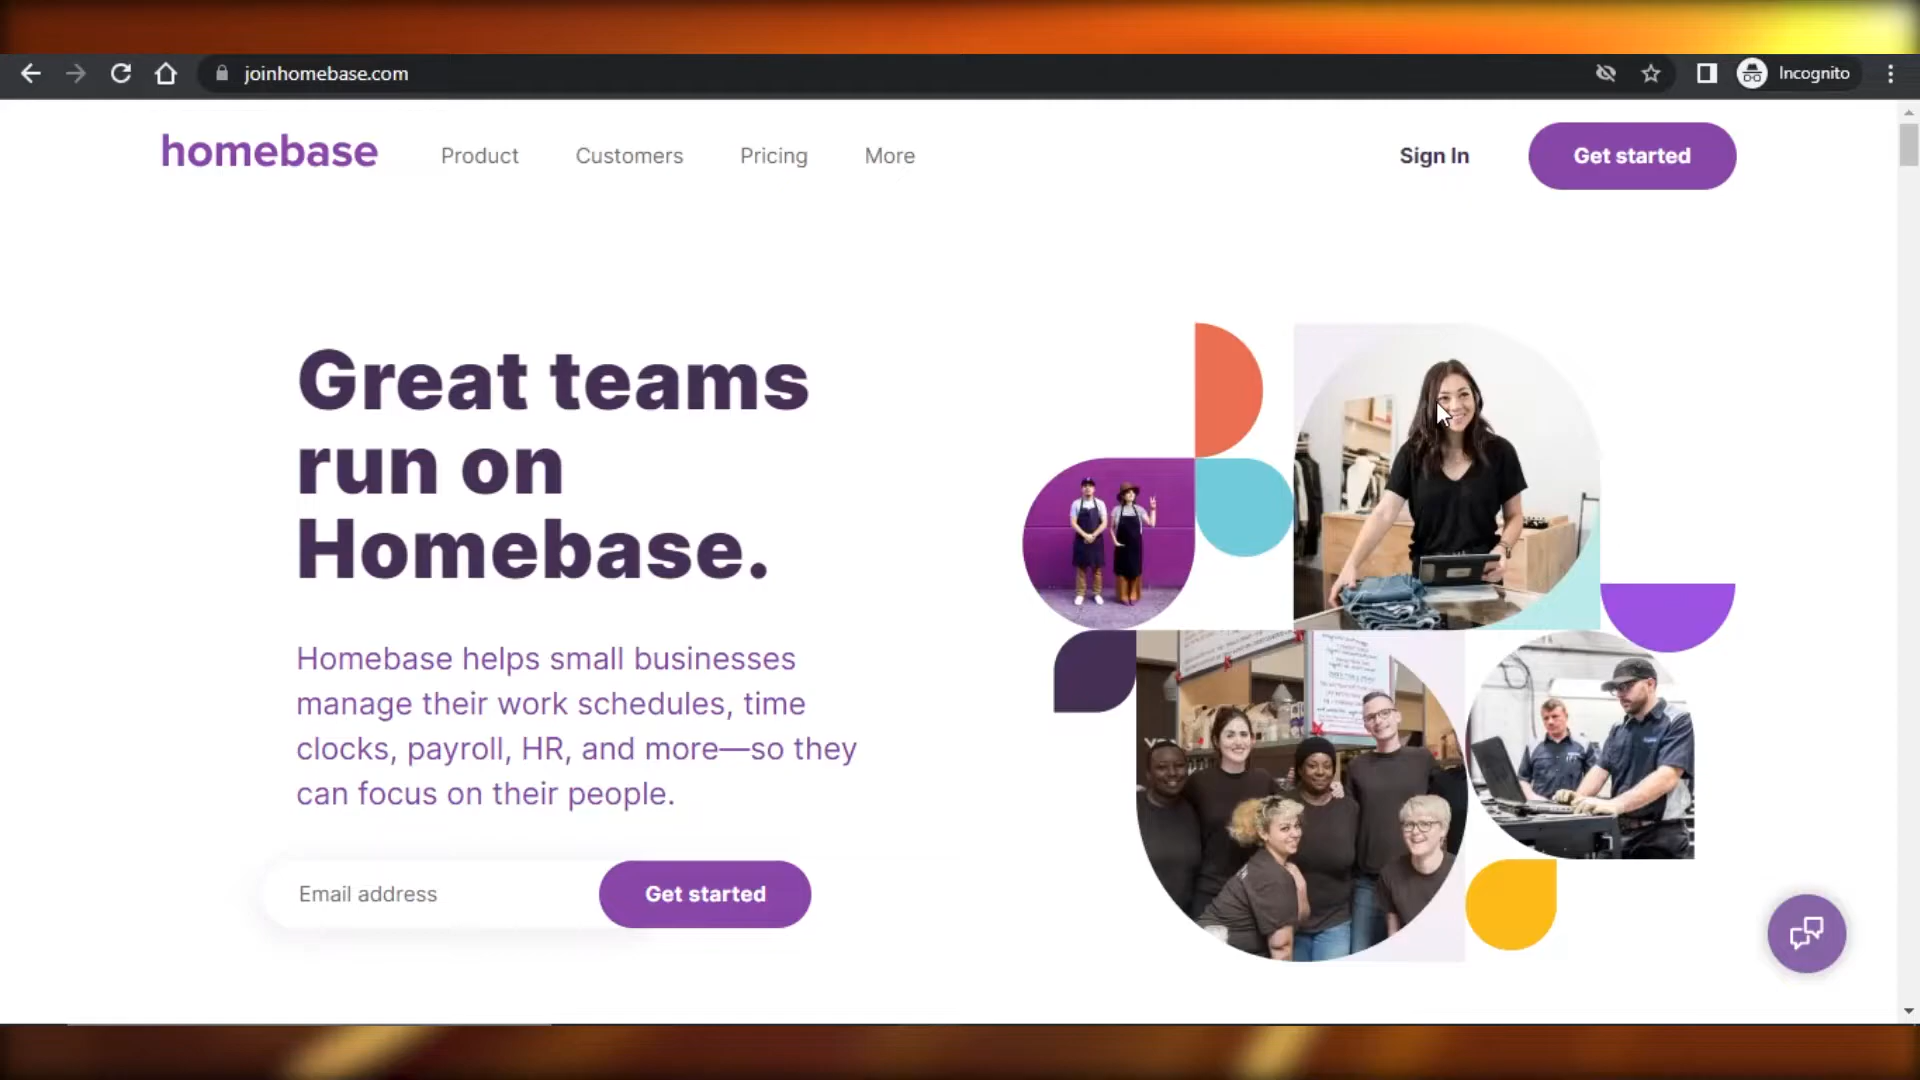 joinhomebase.com
Incognito
homebase
Product
Customers
Pricing
More
Sign In
Get started
Great teams
run on
Homebase.
Homebase helps small businesses
manage their work schedules, time
clocks, payroll, HR, and more—so they
can focus on their people.
Email address
Get started